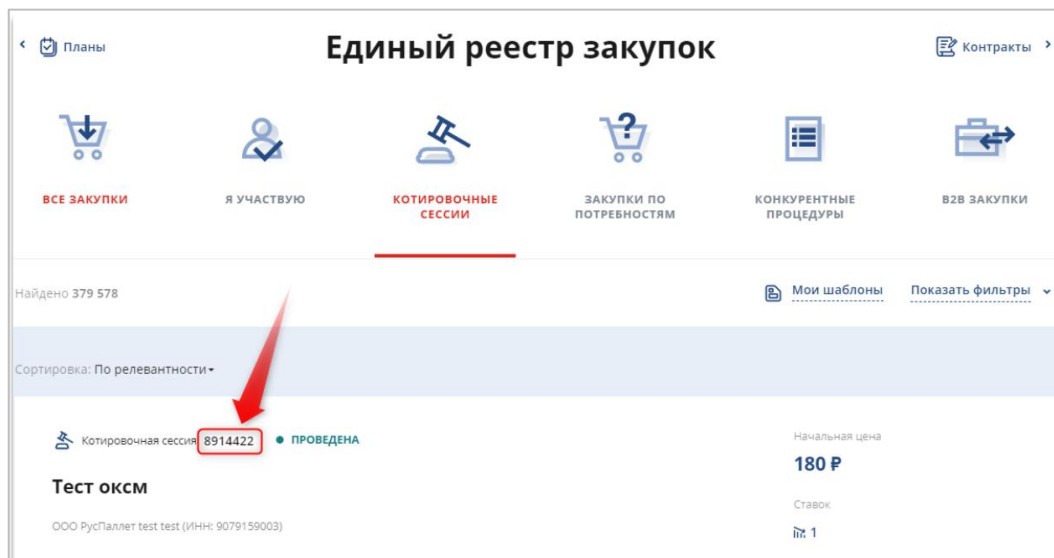 Планы
Единый реестр закупок
Контракты
ВСЕ ЗАКУПКИ
Я УЧАСТВУЮ
КОТИРОВОЧНЫЕ
СЕССИИ
ЗАКУПКИ ПО
ПОТРЕБНОСТЯМ
КОНКУРЕНТНЫЕ
ПРОЦЕДУРЫ
B2B ЗАКУПКИ
Найдено 379 578
Мои шаблоны
Показать фильтры
Сортировка: По релевантности
Котировочная сессия 8914422 • ПРОВЕДЕНА
Начальная цена
180 ₽
Тест оксм
Ставок
ООО РусПаллет test test (ИНН: 9079159003)
1